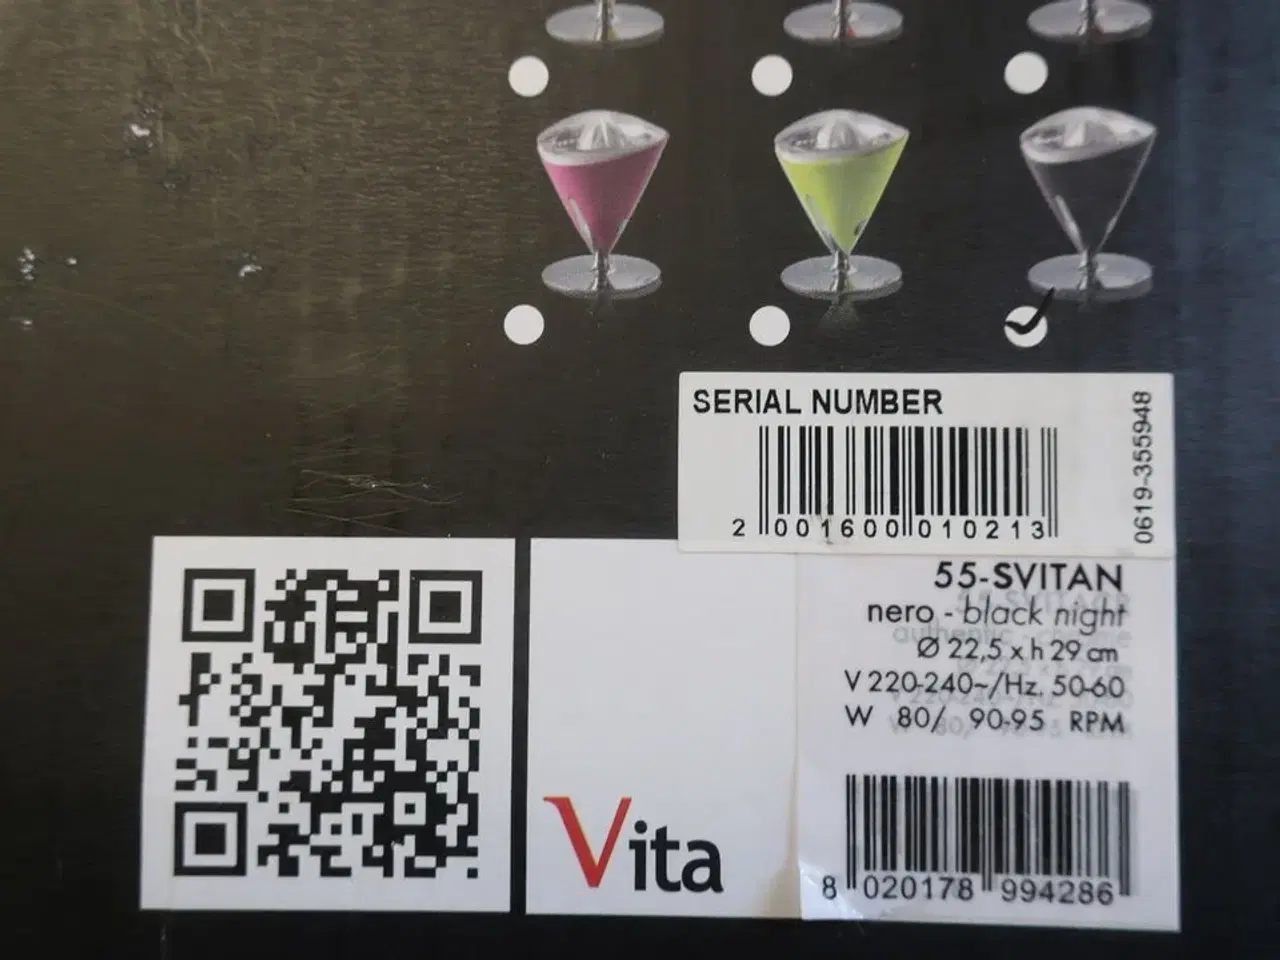 SERIAL NUMBER
2 001600 010213
0619-355948
55-SVITAN
nero - black night
Ø 22,5 x h 29 cm
V 220-240~/Hz. 50-60
W 80/ 90-95 RPM
Vita
8 020178 994286